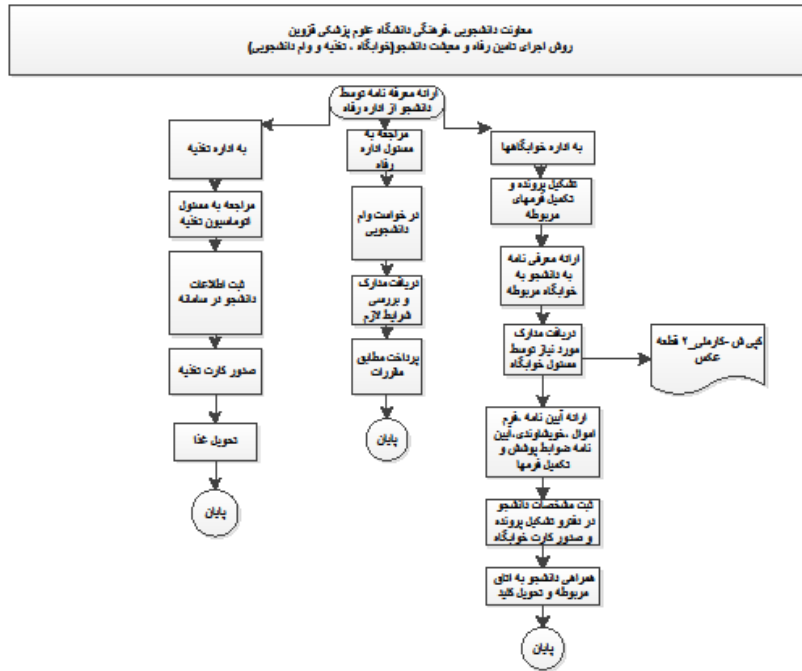 معاونت دانشجویی ،فرهنگی دانشگاه علوم پزشکی قزوین
روش اجرای تامین رفاه و معیشت دانشجو(خوابگاه ، تغذیه و وام دانشجویی)
ارائه معرفه نامه توسط
دانشجو از اداره رفاه
به اداره خوابگاهها
تشکیل پرونده و
تکمیل فرمهای
مربوطه
ارائه معرفی نامه
به دانشجو به
خوابگاه مربوطه
دریافت مدارک
مورد نیاز توسط
مسئول خوابگاه
کپی ش -کارملی_۲ قطعه
عکس
ارائه آیین نامه ،فرم
اموال ،خویشاوندی،آیین
نامه ضوابط پوشش و
تکمیل فرمها
ثبت مشخصات دانشجو
در دفترو تشکیل پرونده
و صدور کارت خوابگاه
همراهی دانشجو به اتاق
مربوطه و تحویل کلید
پایان
مراجعه به
مسئول اداره
رفاه
در خواست وام
دانشجویی
دریافت مدارک
و بررسی
شرایط لازم
پرداخت مطابق
مقررات
پایان
به اداره تغذیه
مراجعه به مسئول
اتوماسیون تغذیه
ثبت اطلاعات
دانشجو در سامانه
صدور کارت تغذیه
تحویل غذا
پایان